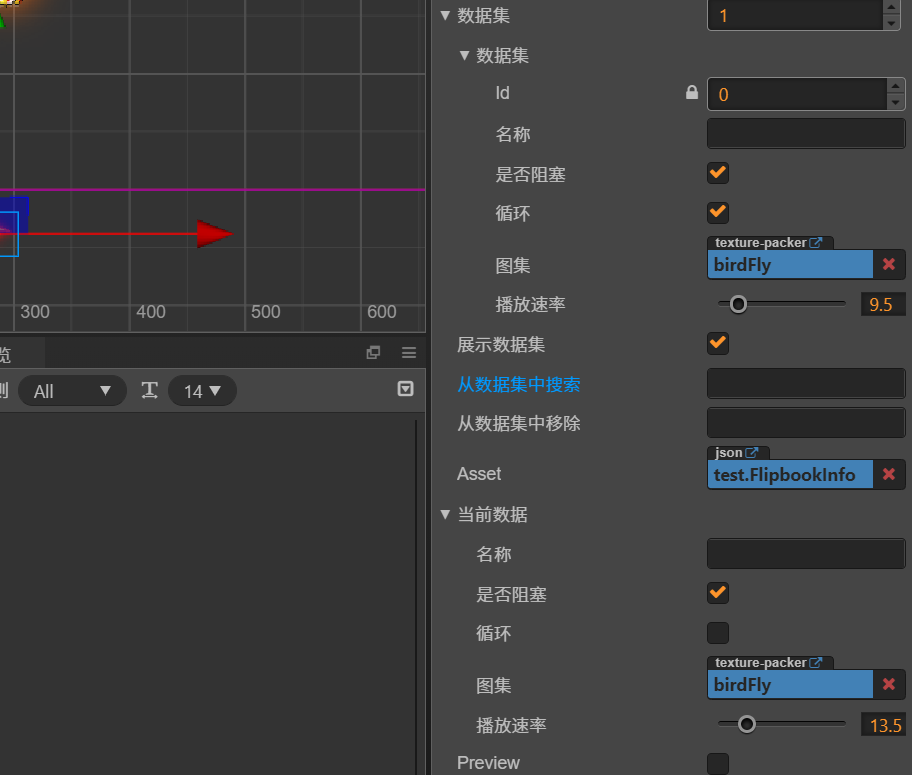 数据集
1
数据集
Id
0
名称
是否阻塞
循环
texture-packer
图集
birdFly
播放速率
9.5
300
400
500
600
展示数据集
览
则
All
14
从数据集中搜索
从数据集中移除
json
Asset
test.FlipbookInfo
当前数据
名称
是否阻塞
循环
texture-packer
图集
birdFly
播放速率
13.5
Preview